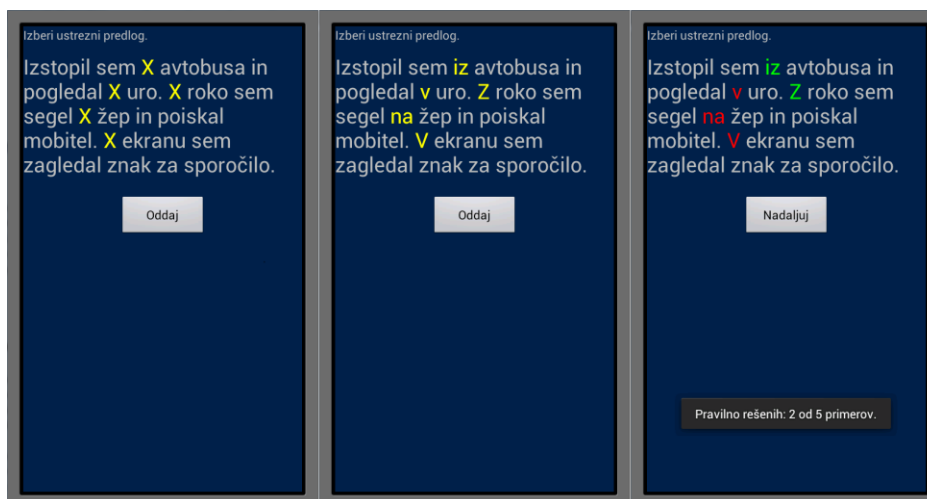 Izberi ustrezni predlog.
Izstopil sem X avtobusa in
pogledal X uro. X roko sem
segel X žep in poiskal
mobitel. X ekranu sem
zagledal znak za sporočilo.
Oddaj
Izberi ustrezni predlog.
Izstopil sem iz avtobusa in
pogledal v uro. Z roko sem
segel na žep in poiskal
mobitel. V ekranu sem
zagledal znak za sporočilo.
Oddaj
Izberi ustrezni predlog.
Izstopil sem iz avtobusa in
pogledal v uro. Z roko sem
segel na žep in poiskal
mobitel. V ekranu sem
zagledal znak za sporočilo.
Nadaljuj
Pravilno rešenih: 2 od 5 primerov.